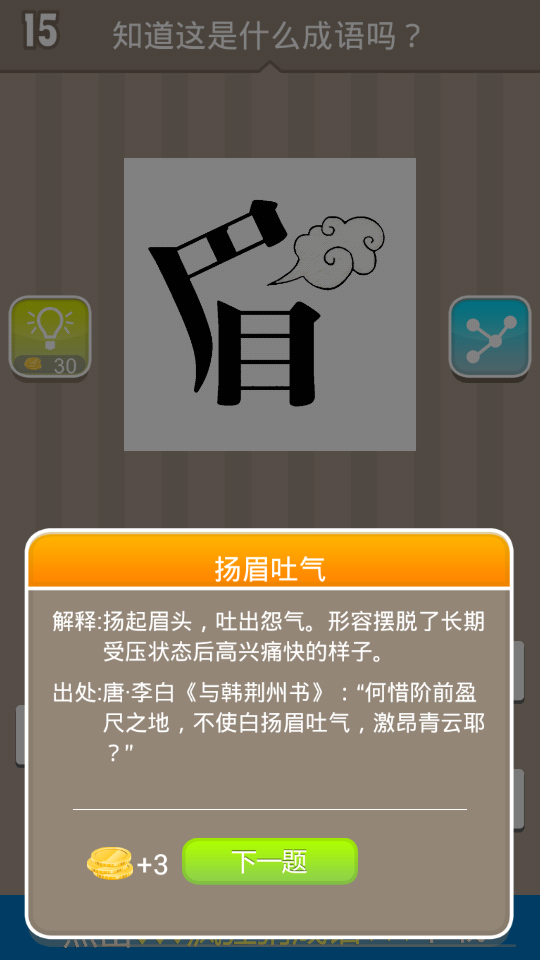 15
知道这是什么成语吗？
眉
30
扬眉吐气
解释:扬起眉头，吐出怨气。形容摆脱了长期
受压状态后高兴痛快的样子。
出处:唐·李白《与韩荆州书》：“何惜阶前盈
尺之地，不使白扬眉吐气，激昂青云耶
？”
+3
下一题